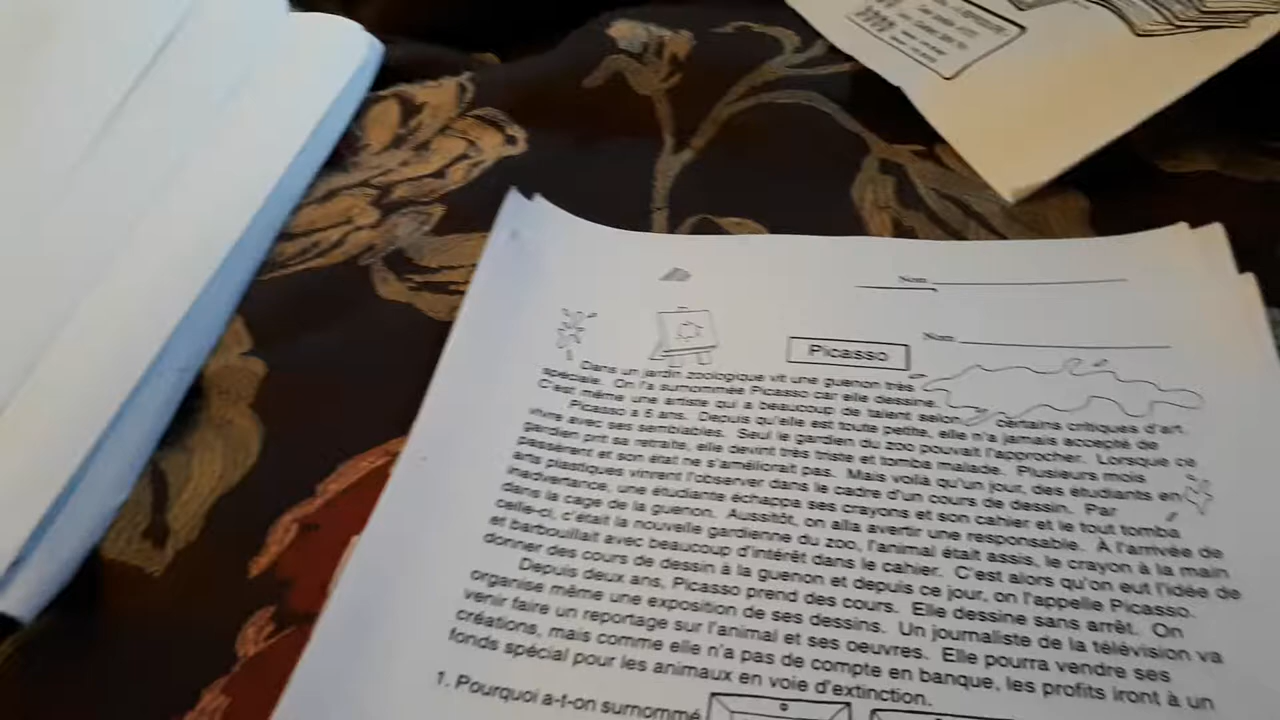 Nom
Nom
Picasso
Dans un jardin zoologique vit une guenon très
spéciale. On l'a surnommée Picasso car elle dessine.
C'est même une artiste qui a beaucoup de talent selon certains critiques d'art.
Picasso a 6 ans. Depuis qu'elle est toute petite, elle n'a jamais accepté de
vivre avec ses semblables. Seul le gardien du zoo pouvait l'approcher. Lorsque ce
gardien prit sa retraite, elle devint très triste et tomba malade. Plusieurs mois
passèrent et son état ne s'améliorait pas. Mais voilà qu'un jour, des étudiants en
arts plastiques vinrent l'observer dans le cadre d'un cours de dessin. Par
inadvertance, une étudiante échappa ses crayons et son cahier et le tout tomba
dans la cage de la guenon. Aussitôt, on alla avertir une responsable. À l'arrivée de
celle-ci, c'était la nouvelle gardienne du zoo, l'animal était assis, le crayon à la main
et barbouillait avec beaucoup d'intérêt dans le cahier. C'est alors qu'on eut l'idée de
donner des cours de dessin à la guenon et depuis ce jour, on l'appelle Picasso.
Depuis deux ans, Picasso prend des cours. Elle dessine sans arrêt. On
organise même une exposition de ses dessins. Un journaliste de la télévision va
venir faire un reportage sur l'animal et ses oeuvres. Elle pourra vendre ses
créations, mais comme elle n'a pas de compte en banque, les profits iront à un
fonds spécial pour les animaux en voie d'extinction.
1. Pourquoi a-t-on surnommé